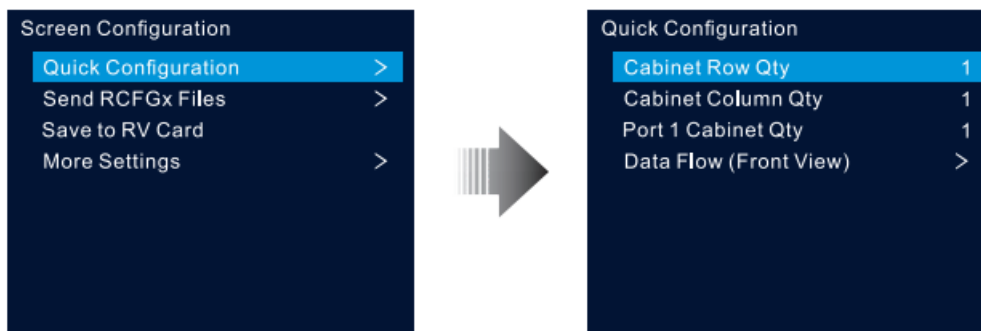 Screen Configuration
Quick Configuration >
Send RCFGx Files >
Save to RV Card
More Settings >
Quick Configuration
Cabinet Row Qty 1
Cabinet Column Qty 1
Port 1 Cabinet Qty 1
Data Flow (Front View) >